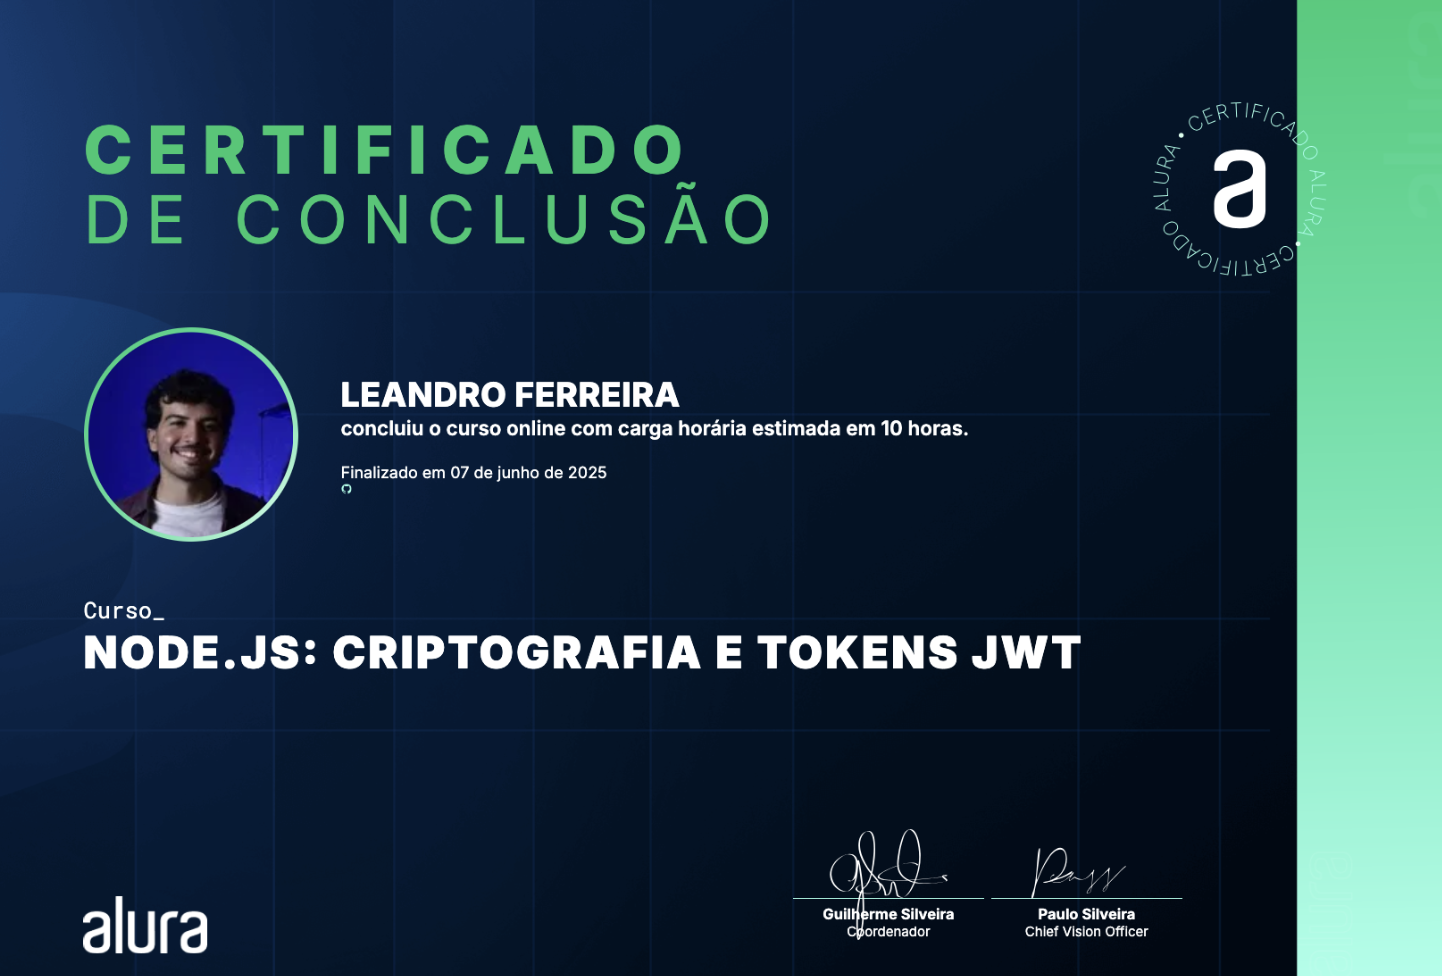 CERTIFICADO
DE CONCLUSÃO
CERTIFICADO ALURA • CERTIFICADO ALURA •
a
LEANDRO FERREIRA
concluiu o curso online com carga horária estimada em 10 horas.
Finalizado em 07 de junho de 2025
Curso_
NODE.JS: CRIPTOGRAFIA E TOKENS JWT
Guilherme Silveira
Coordenador
Paulo Silveira
Chief Vision Officer
alura